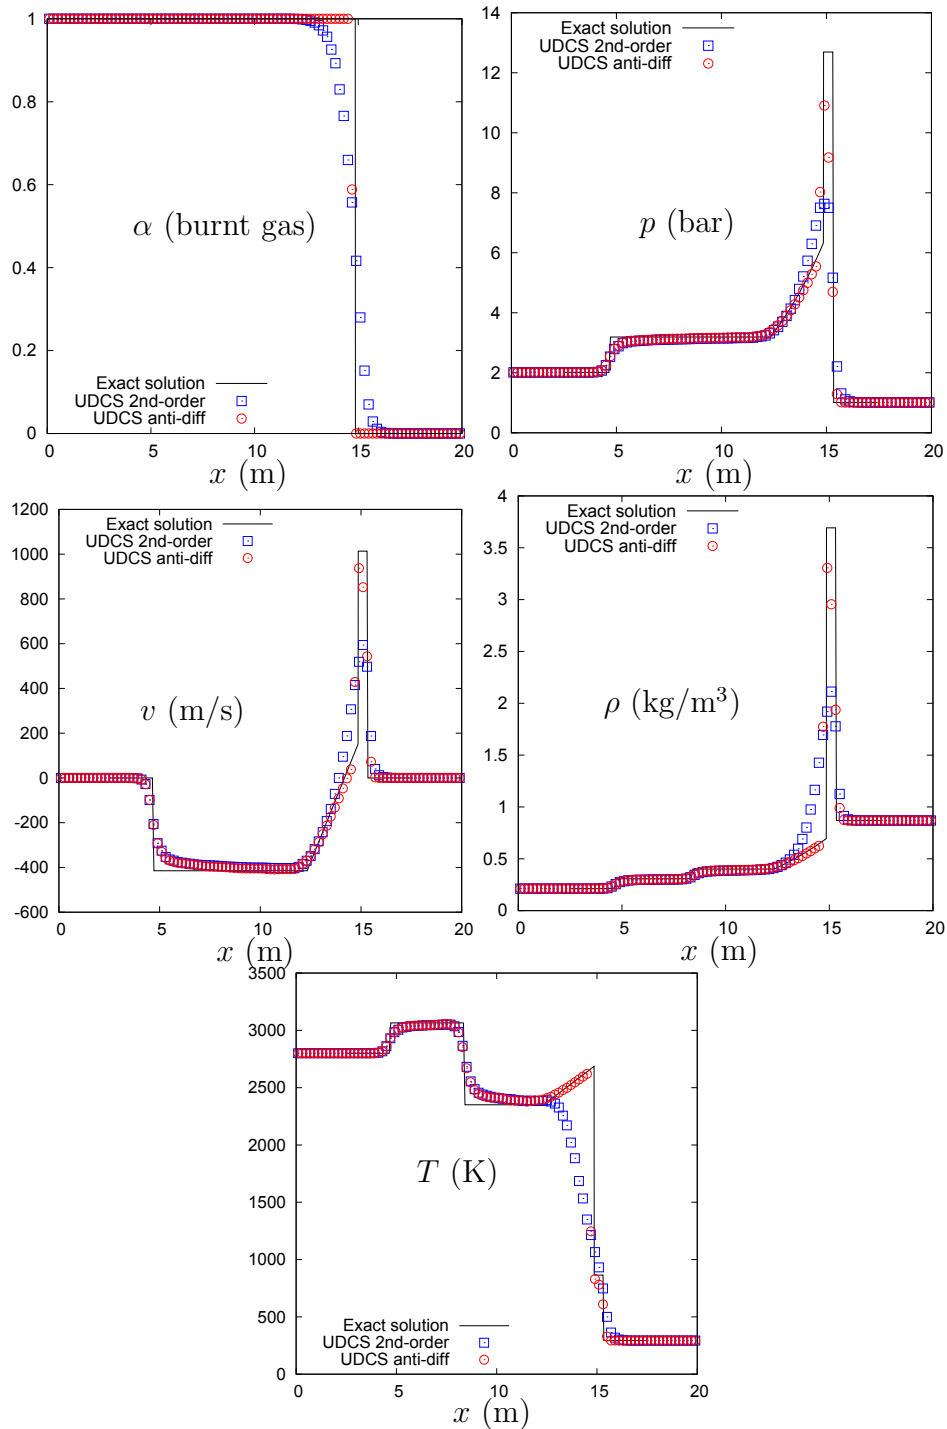 Exact solution
UDCS 2nd-order
UDCS anti-diff
α (burnt gas)
1
0.8
0.6
0.4
0.2
0
0 5 10 15 20
x (m)
Exact solution
UDCS 2nd-order
UDCS anti-diff
p (bar)
14
12
10
8
6
4
2
0
0 5 10 15 20
x (m)
Exact solution
UDCS 2nd-order
UDCS anti-diff
v (m/s)
1200
1000
800
600
400
200
0
-200
-400
-600
0 5 10 15 20
x (m)
Exact solution
UDCS 2nd-order
UDCS anti-diff
ρ (kg/m³)
4
3.5
3
2.5
2
1.5
1
0.5
0
0 5 10 15 20
x (m)
3500
3000
2500
2000
1500
1000
500
0
T (K)
Exact solution
UDCS 2nd-order
UDCS anti-diff
0 5 10 15 20
x (m)